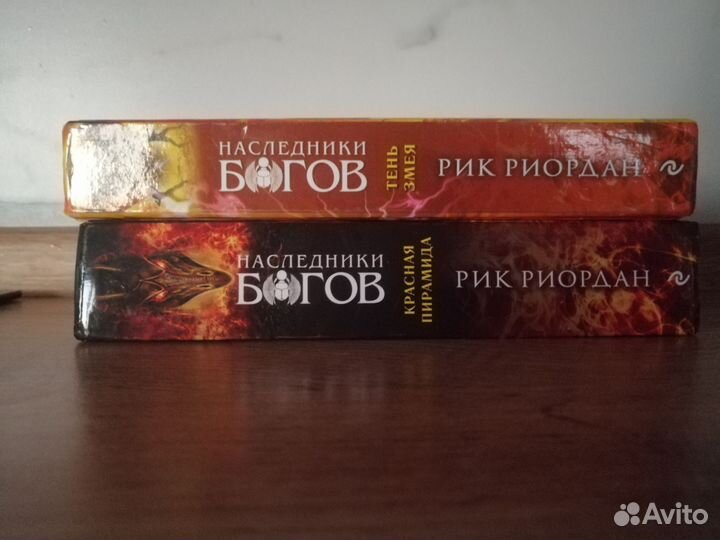 НАСЛЕДНИКИ
БОГОВ
ТЕНЬ
ЗМЕЯ
РИК РИОРДАН
НАСЛЕДНИКИ
БОГОВ
КРАСНАЯ
ПИРАМИДА
РИК РИОРДАН
Avito